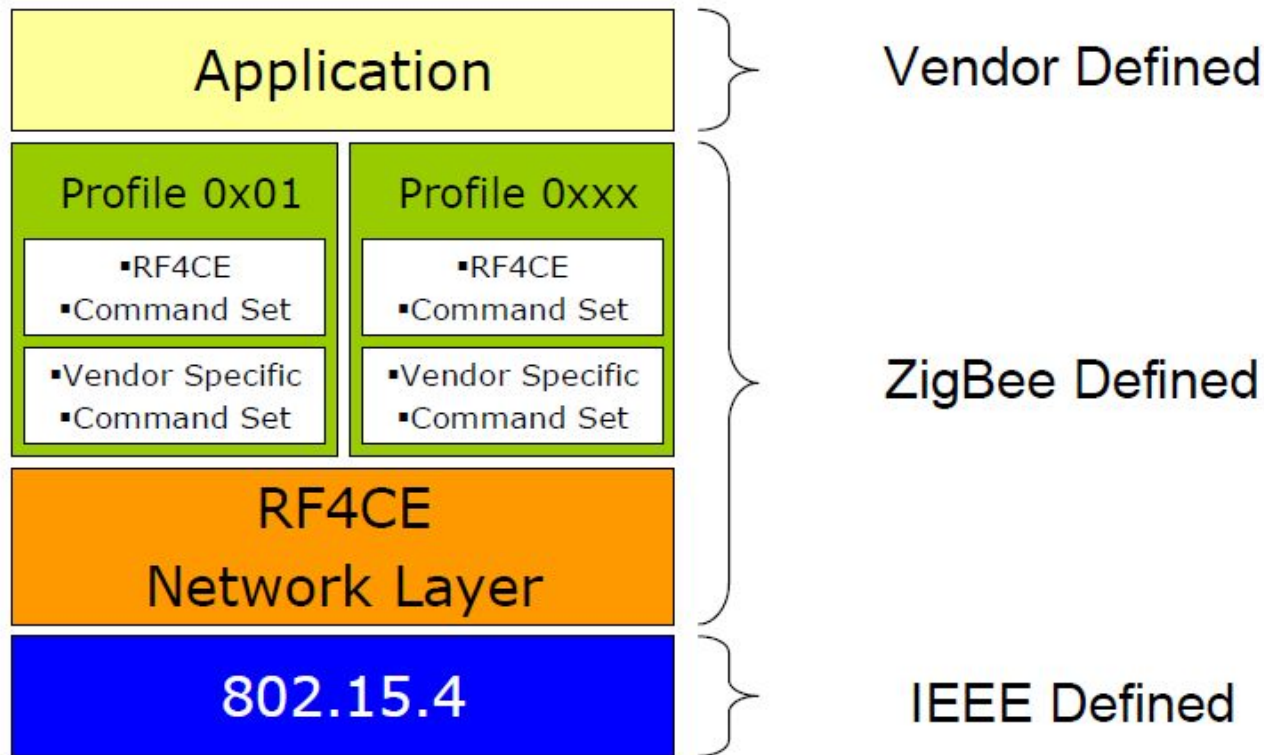 Application
Vendor Defined
Profile 0x01
▪RF4CE
▪Command Set
▪Vendor Specific
▪Command Set
Profile 0xxx
▪RF4CE
▪Command Set
▪Vendor Specific
▪Command Set
ZigBee Defined
RF4CE
Network Layer
802.15.4
IEEE Defined